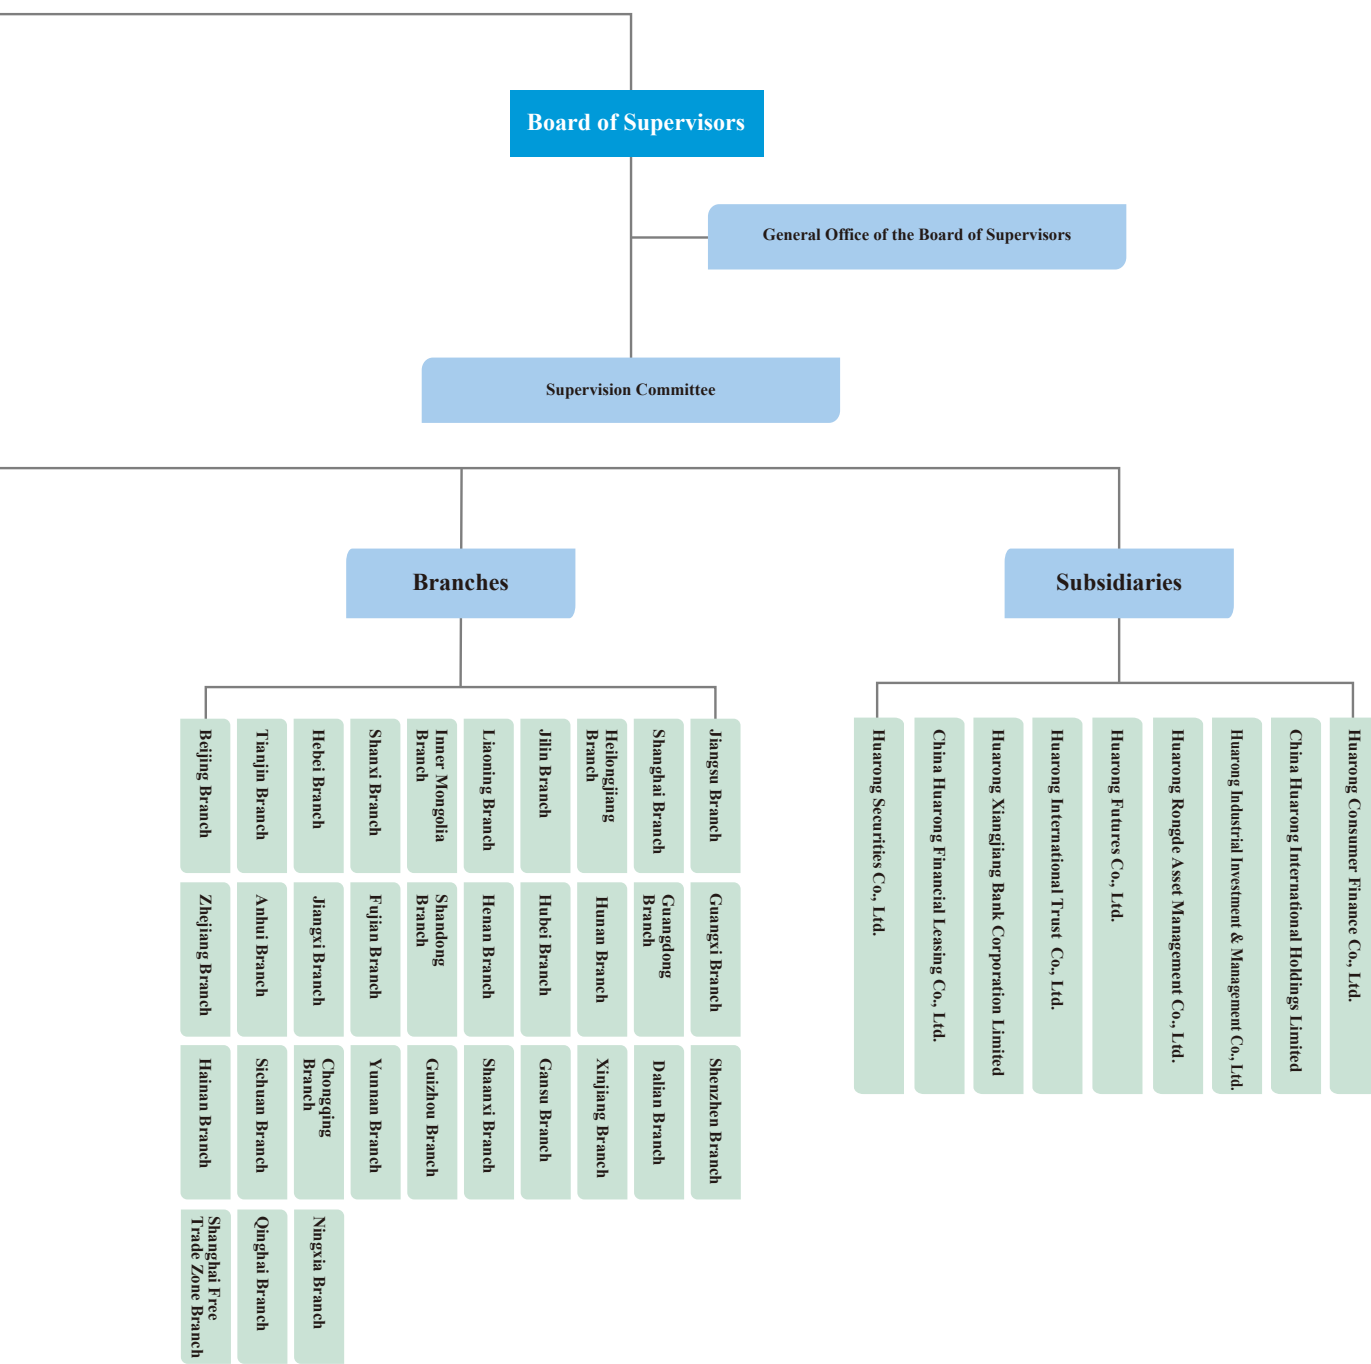 Board of Supervisors
General Office of the Board of Supervisors
Supervision Committee
Branches
Subsidiaries
Beijing Branch
Tianjin Branch
Hebei Branch
Shanxi Branch
Inner Mongolia
Branch
Liaoning Branch
Jilin Branch
Heilongjiang
Branch
Shanghai Branch
Jiangsu Branch
Zhejiang Branch
Anhui Branch
Jiangxi Branch
Fujian Branch
Shandong
Branch
Henan Branch
Hubei Branch
Hunan Branch
Guangdong
Branch
Guangxi Branch
Hainan Branch
Sichuan Branch
Chongqing
Branch
Yunnan Branch
Guizhou Branch
Shaanxi Branch
Gansu Branch
Xinjiang Branch
Dalian Branch
Shenzhen Branch
Shanghai Free
Trade Zone Branch
Qinghai Branch
Ningxia Branch
Huarong Securities Co., Ltd.
China Huarong Financial Leasing Co., Ltd.
Huarong Xiangjiang Bank Corporation Limited
Huarong International Trust Co., Ltd.
Huarong Futures Co., Ltd.
Huarong Rongde Asset Management Co., Ltd.
Huarong Industrial Investment & Management Co., Ltd.
China Huarong International Holdings Limited
Huarong Consumer Finance Co., Ltd.